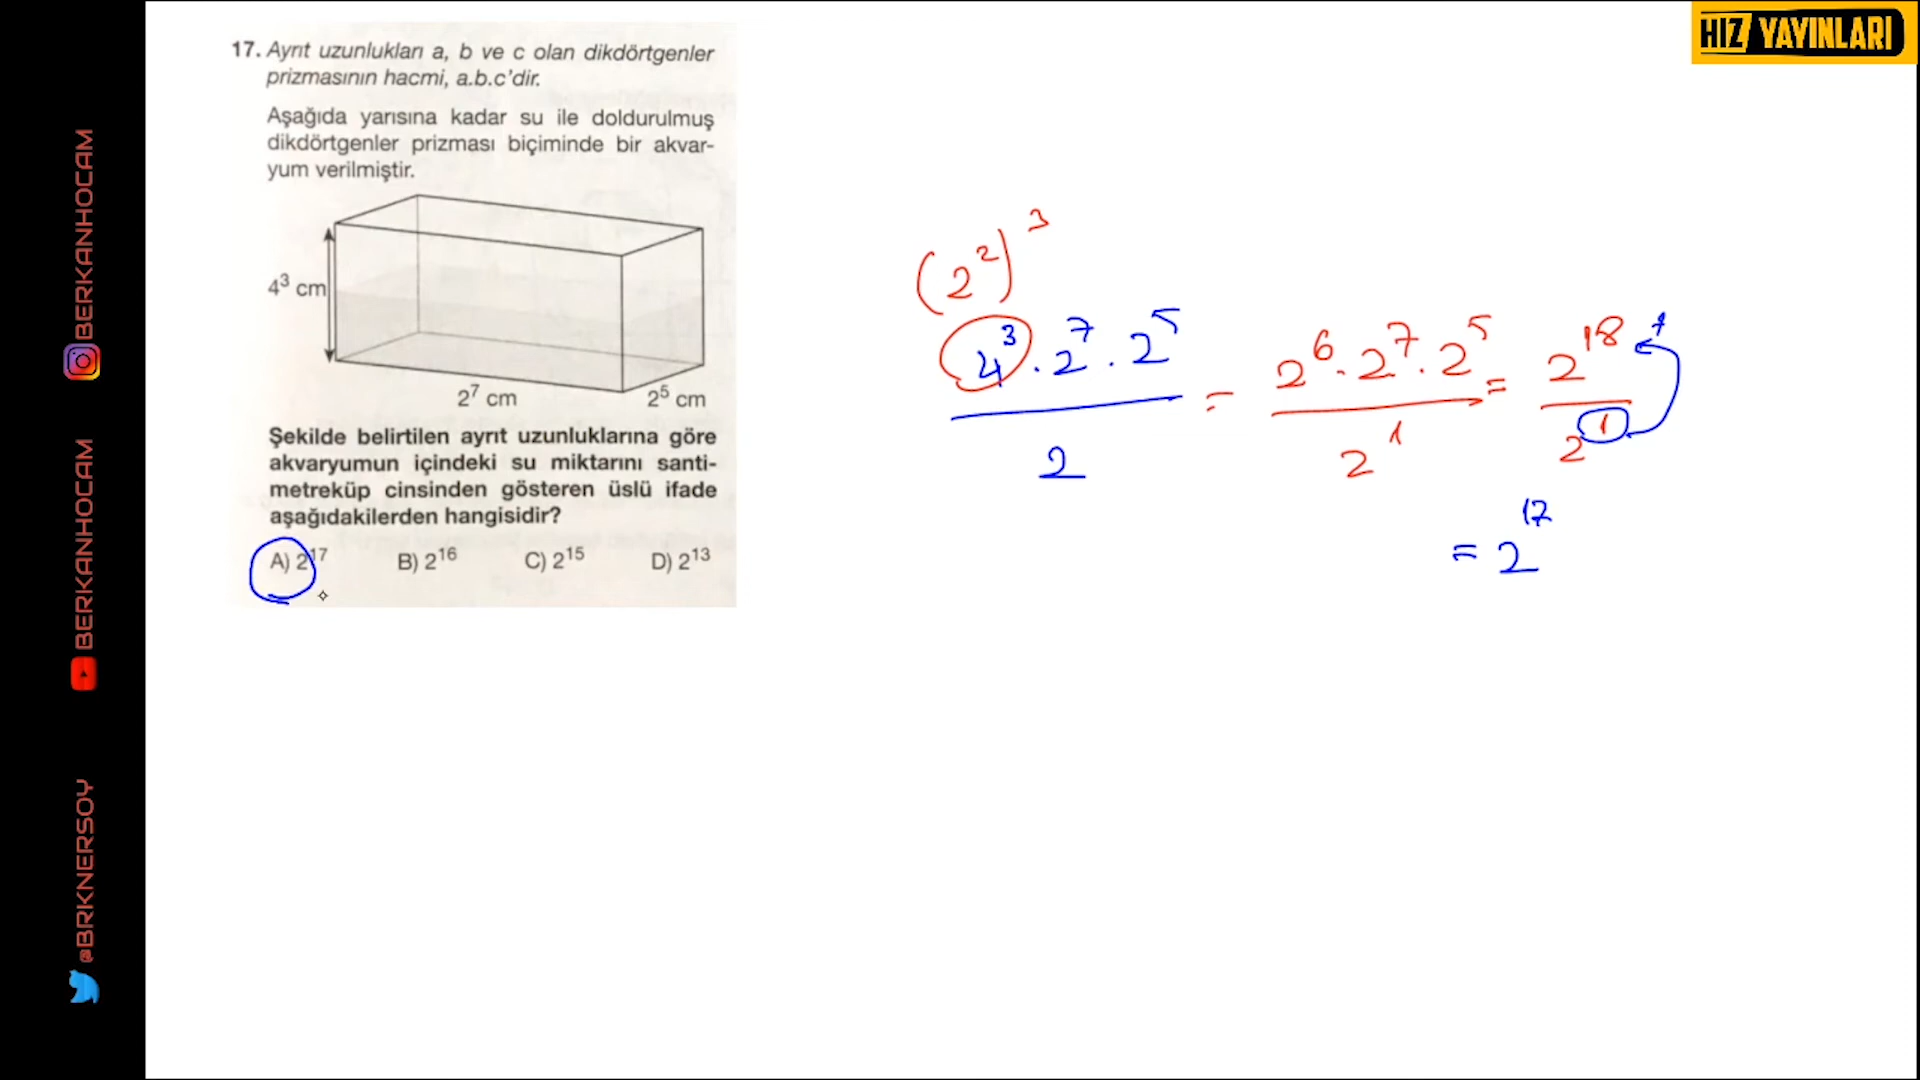 HIZ YAYINLARI
BERKANHOCAM
BERKANHOCAM
@BRKNERSOY
17. Ayrıt uzunlukları a, b ve c olan dikdörtgenler
prizmasının hacmi, a.b.c'dir.
Aşağıda yarısına kadar su ile doldurulmuş
dikdörtgenler prizması biçiminde bir akvar-
yum verilmiştir.
4³ cm
2⁷ cm
2⁵ cm
Şekilde belirtilen ayrıt uzunluklarına göre
akvaryumun içindeki su miktarını santi-
metreküp cinsinden gösteren üslü ifade
aşağıdakilerden hangisidir?
A) 2¹⁷ B) 2¹⁶ C) 2¹⁵ D) 2¹³
(2²)³
4³ . 2⁷ . 2⁵ = 2⁶ . 2⁷ . 2⁵ = 2¹⁸
2 2¹ 2¹
= 2¹⁷